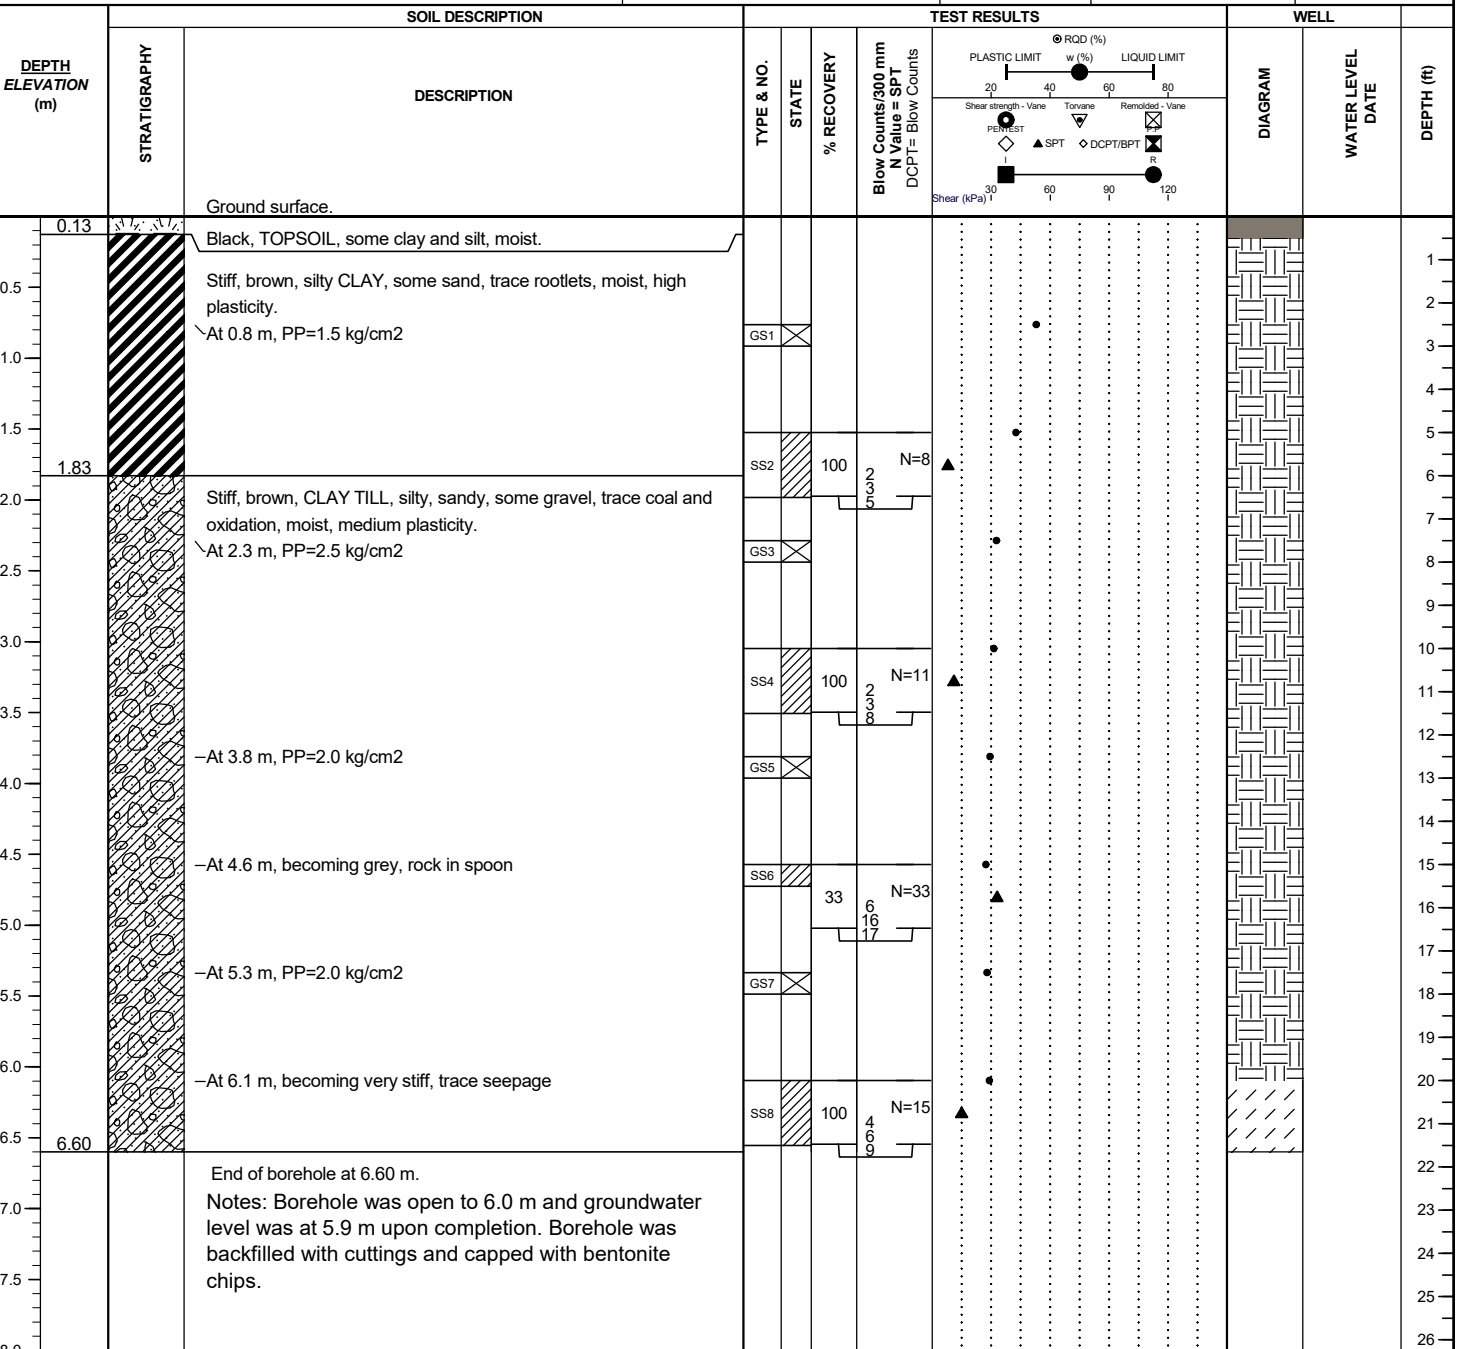 SOIL DESCRIPTION
TEST RESULTS
WELL
DEPTH
ELEVATION
(m)
STRATIGRAPHY
DESCRIPTION
TYPE & NO.
STATE
% RECOVERY
Blow Counts/300 mm
N Value = SPT
DCPT= Blow Counts
RQD (%)
PLASTIC LIMIT w (%) LIQUID LIMIT
20 40 60 80
Shear strength - Vane Torvane Remolded - Vane
PENTEST P.P
SPT DCPT/BPT
I R
Shear (kPa) 30 60 90 120
DIAGRAM
WATER LEVEL
DATE
DEPTH (ft)
Ground surface.
0.13
Black, TOPSOIL, some clay and silt, moist.
1
Stiff, brown, silty CLAY, some sand, trace rootlets, moist, high
0.5
2
plasticity.
At 0.8 m, PP=1.5 kg/cm2
GS1
3
1.0
4
1.5
5
1.83
SS2
100
N=8
2
3
5
6
2.0
Stiff, brown, CLAY TILL, silty, sandy, some gravel, trace coal and
7
oxidation, moist, medium plasticity.
At 2.3 m, PP=2.5 kg/cm2
GS3
8
2.5
9
3.0
10
SS4
100
N=11
2
3
8
11
3.5
12
At 3.8 m, PP=2.0 kg/cm2
GS5
13
4.0
14
4.5
At 4.6 m, becoming grey, rock in spoon
15
SS6
33
N=33
6
16
17
16
5.0
17
At 5.3 m, PP=2.0 kg/cm2
GS7
18
5.5
19
6.0
At 6.1 m, becoming very stiff, trace seepage
20
SS8
100
N=15
4
6
9
21
6.5
6.60
22
End of borehole at 6.60 m.
Notes: Borehole was open to 6.0 m and groundwater
7.0
23
level was at 5.9 m upon completion. Borehole was
backfilled with cuttings and capped with bentonite
24
chips.
7.5
25
26